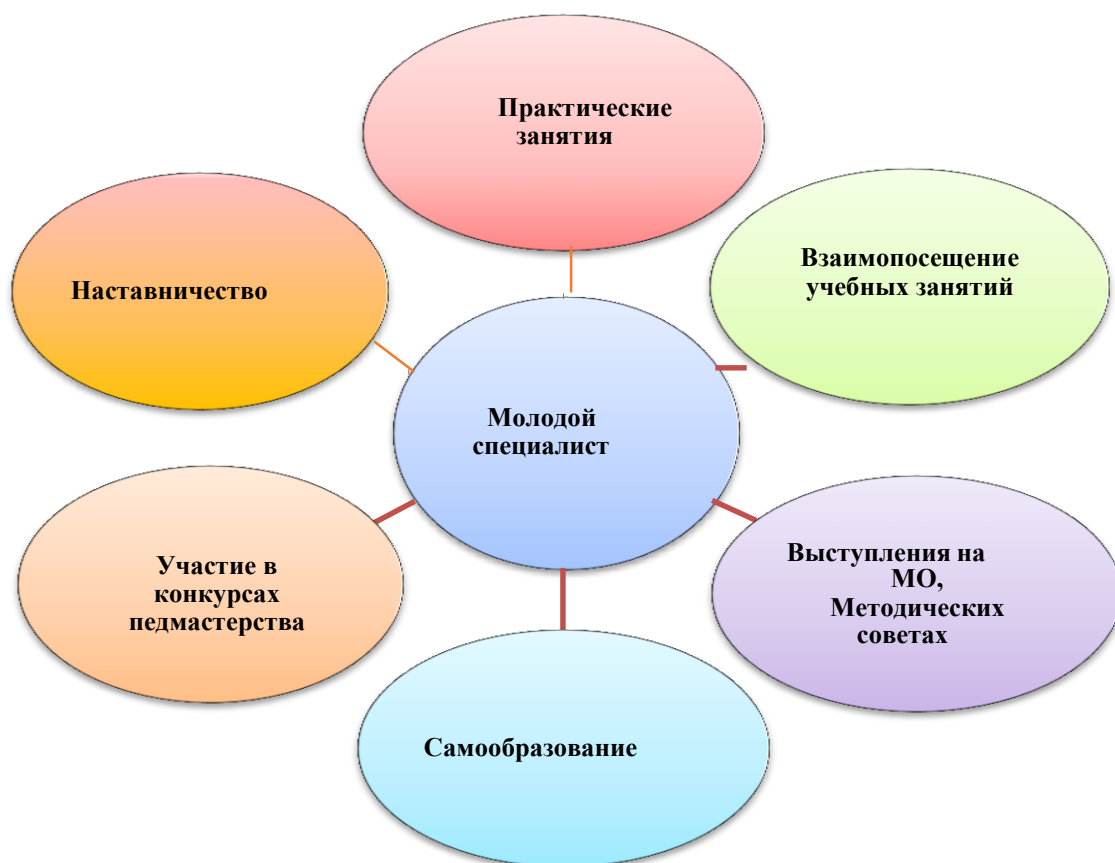 Практические
занятия
Наставничество
Взаимопосещение
учебных занятий
Молодой
специалист
Участие в
конкурсах
педмастерства
Выступления на
МО,
Методических
советах
Самообразование